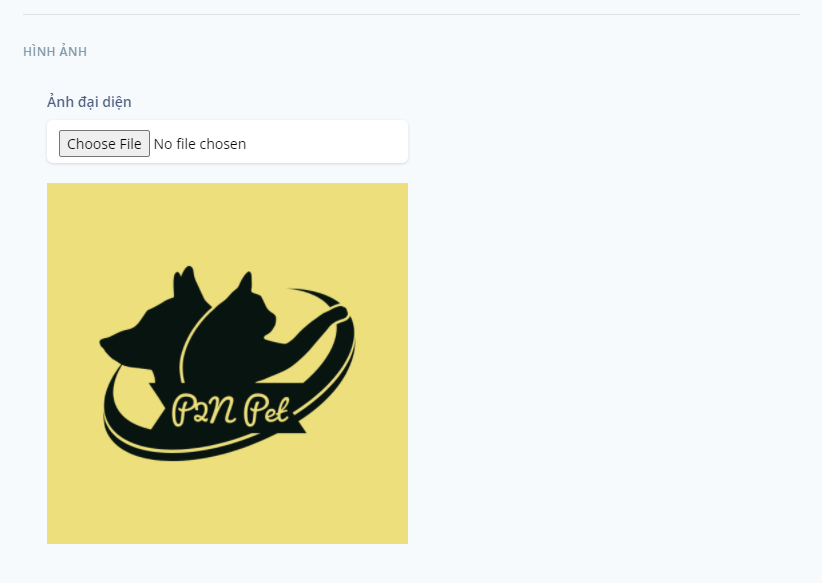 HÌNH ẢNH
Ảnh đại diện
Choose File No file chosen
P2N Pet